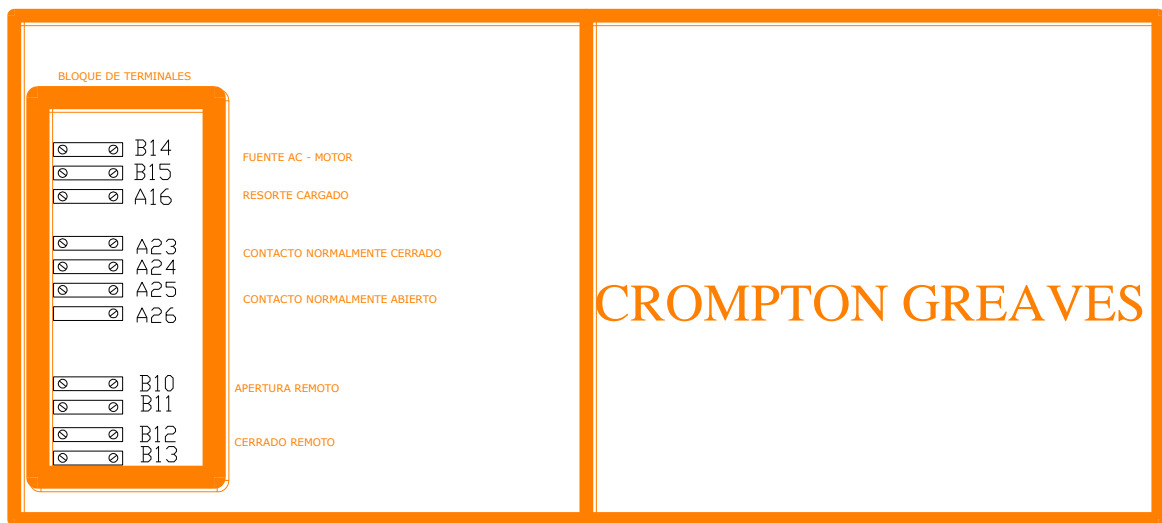 BLOQUE DE TERMINALES
B14
FUENTE AC - MOTOR
B15
A16
RESORTE CARGADO
A23
CONTACTO NORMALMENTE CERRADO
A24
A25
CONTACTO NORMALMENTE ABIERTO
A26
CROMPTON GREAVES
B10
APERTURA REMOTO
B11
B12
CERRADO REMOTO
B13